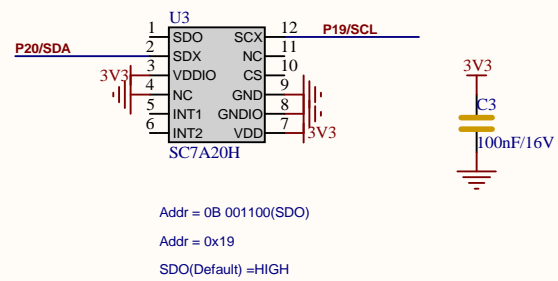 U3
1 SDO SCX 12 P19/SCL
P20/SDA 2 SDX NC 11
3V3 3 VDDIO CS 10
4 NC GND 9
5 INT1 GNDIO 8
6 INT2 VDD 7 3V3
SC7A20H
3V3
C3
100nF/16V
Addr = 0B 001100(SDO)
Addr = 0x19
SDO(Default) =HIGH